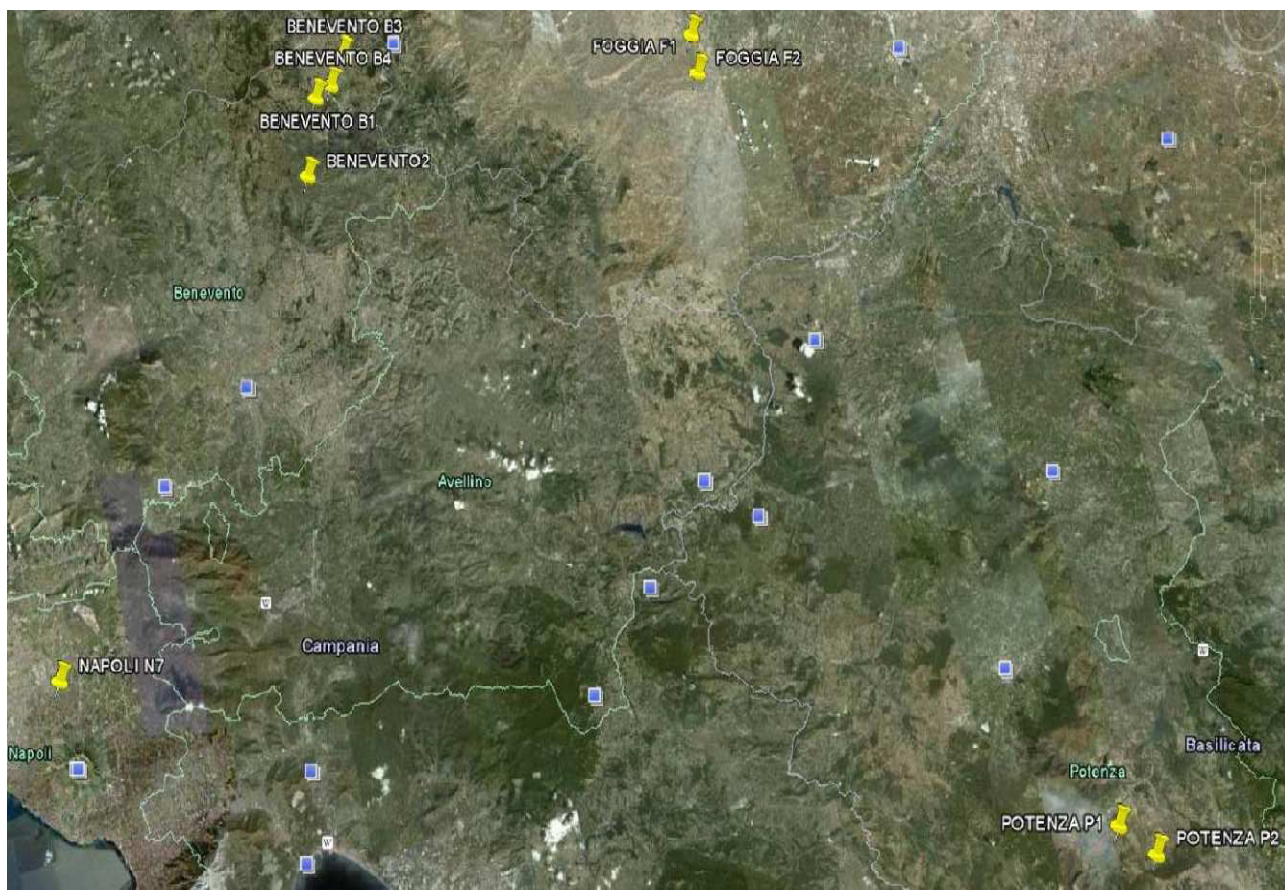 BENEVENTO B3
FOGGIA F1
FOGGIA F2
BENEVENTO B4
BENEVENTO B1
BENEVENTO2
Benevento
Avellino
Campania
NAPOLI N7
Napoli
Basilicata
Potenza
POTENZA P1
POTENZA P2
W
W
W